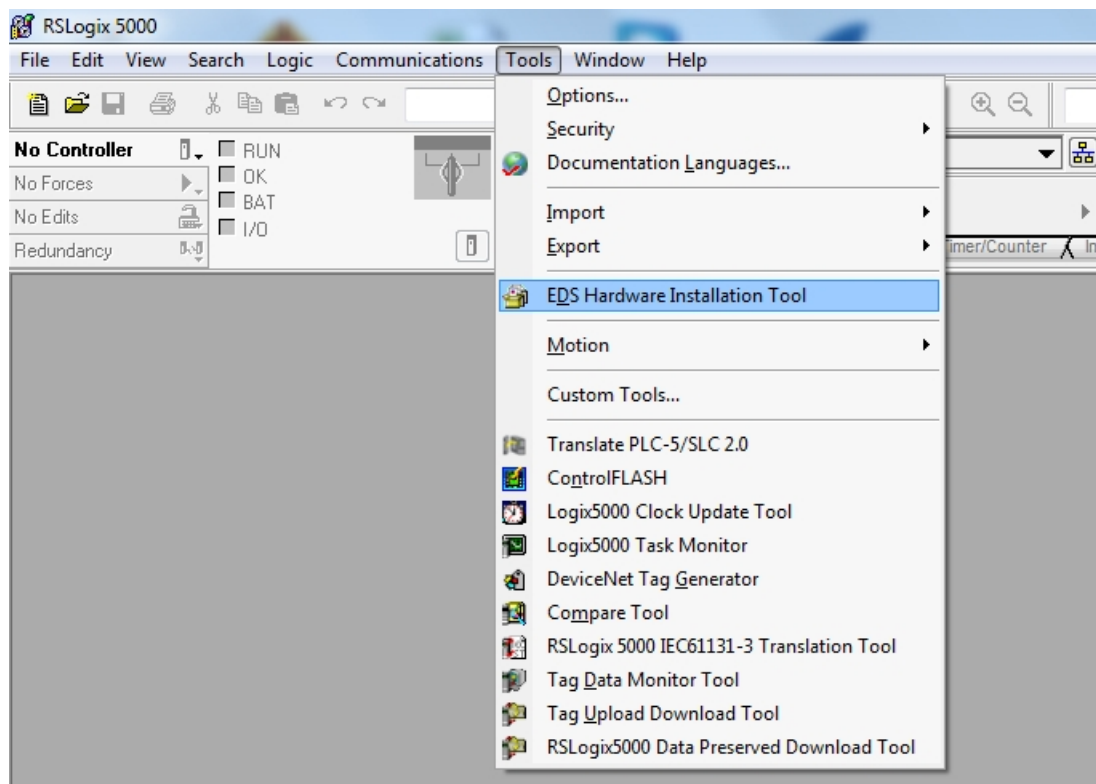 RSLogix 5000
File Edit View Search Logic Communications Tools Window Help
No Controller
RUN
No Forces
OK
No Edits
BAT
I/O
Redundancy
Options...
Security
Documentation Languages...
Import
Export
EDS Hardware Installation Tool
Motion
Custom Tools...
Translate PLC-5/SLC 2.0
ControlFLASH
Logix5000 Clock Update Tool
Logix5000 Task Monitor
DeviceNet Tag Generator
Compare Tool
RSLogix 5000 IEC61131-3 Translation Tool
Tag Data Monitor Tool
Tag Upload Download Tool
RSLogix5000 Data Preserved Download Tool
imer/Counter In